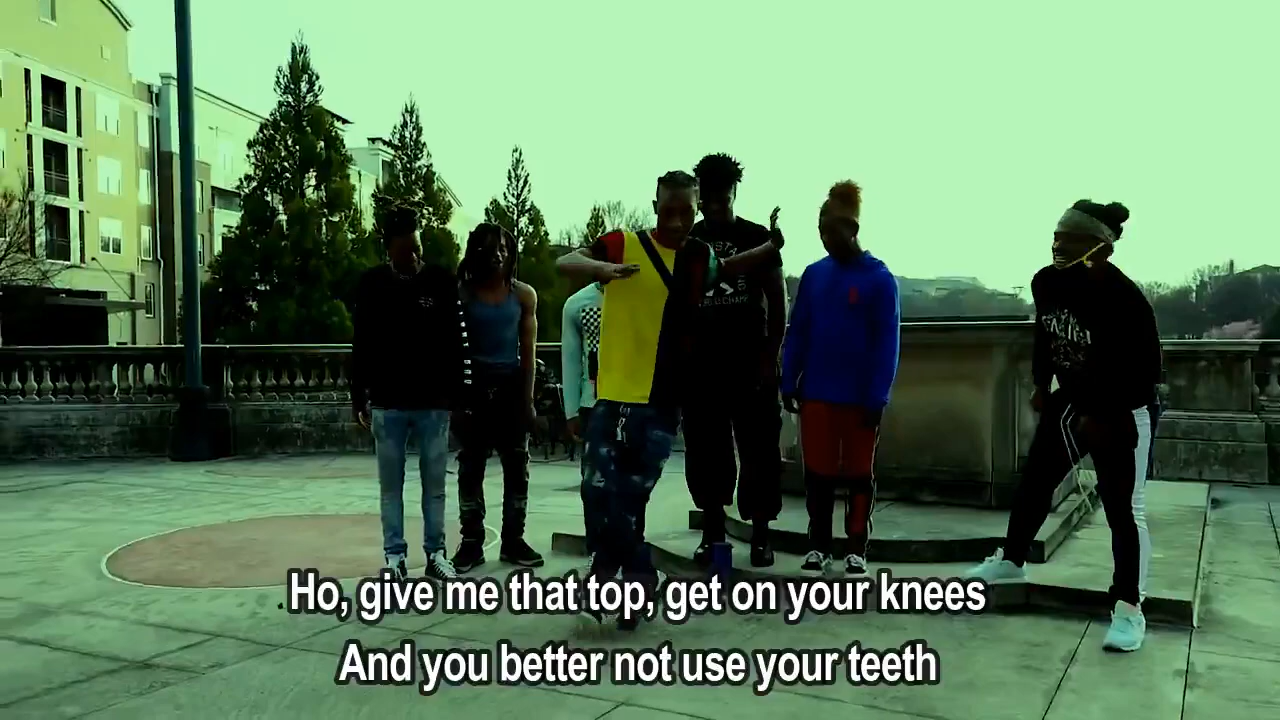 Ho, give me that top, get on your knees
And you better not use your teeth